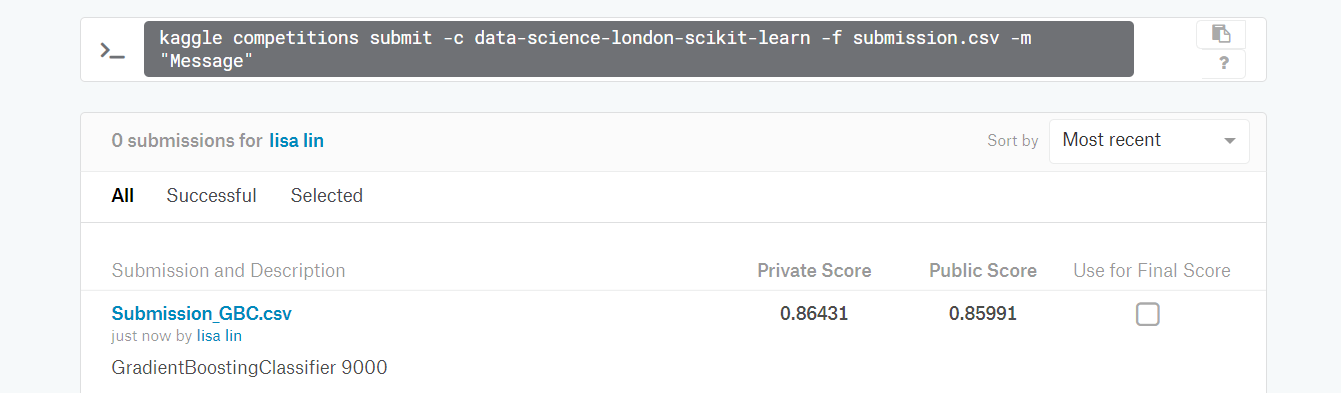 kaggle competitions submit -c data-science-london-scikit-learn -f submission.csv -m
"Message"
?
0 submissions for lisa lin
Sort by Most recent
All Successful Selected
Submission and Description Private Score Public Score Use for Final Score
Submission_GBC.csv 0.86431 0.85991
just now by lisa lin
GradientBoostingClassifier 9000